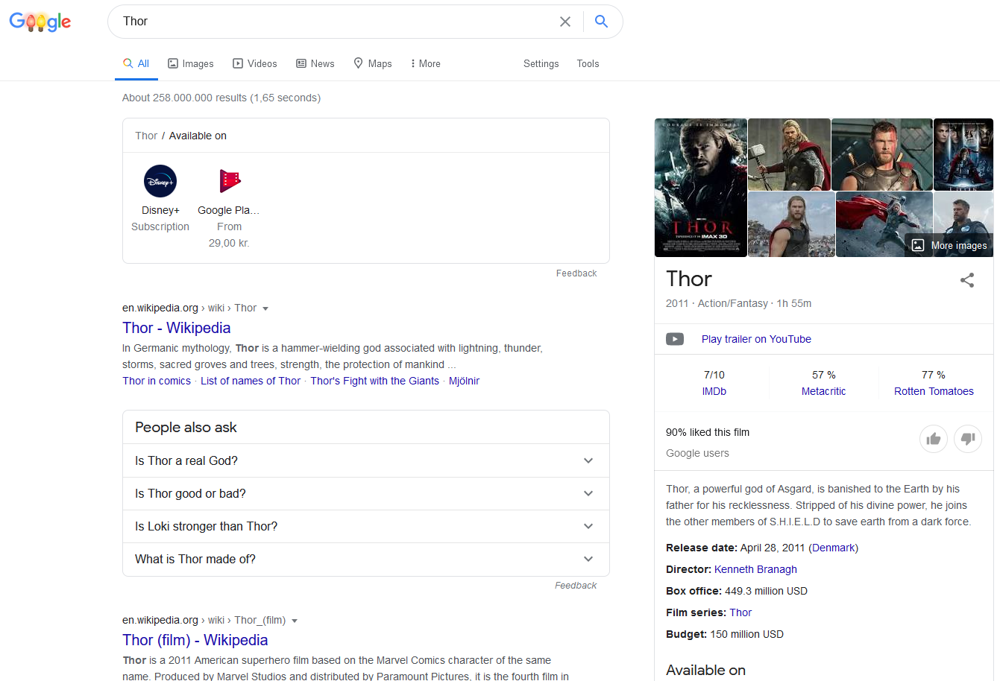 Google
Thor
All
Images
Videos
News
Maps
More
Settings
Tools
About 258.000.000 results (1,65 seconds)
Thor / Available on
Disney+
Disney+
Subscription
Google Pla...
From
29,00 kr.
Feedback
en.wikipedia.org › wiki › Thor
Thor - Wikipedia
In Germanic mythology, Thor is a hammer-wielding god associated with lightning, thunder,
storms, sacred groves and trees, strength, the protection of mankind ...
Thor in comics · List of names of Thor · Thor's Fight with the Giants · Mjölnir
People also ask
Is Thor a real God?
Is Thor good or bad?
Is Loki stronger than Thor?
What is Thor made of?
Feedback
en.wikipedia.org › wiki › Thor_(film)
Thor (film) - Wikipedia
Thor is a 2011 American superhero film based on the Marvel Comics character of the same
name. Produced by Marvel Studios and distributed by Paramount Pictures, it is the fourth film in
COURAGE IS IMMORTAL
THOR
EXPERIENCE IT IN IMAX 3D
More images
Thor
2011 · Action/Fantasy · 1h 55m
Play trailer on YouTube
7/10
IMDb
57 %
Metacritic
77 %
Rotten Tomatoes
90% liked this film
Google users
Thor, a powerful god of Asgard, is banished to the Earth by his
father for his recklessness. Stripped of his divine power, he joins
the other members of S.H.I.E.L.D to save earth from a dark force.
Release date: April 28, 2011 (Denmark)
Director: Kenneth Branagh
Box office: 449.3 million USD
Film series: Thor
Budget: 150 million USD
Available on